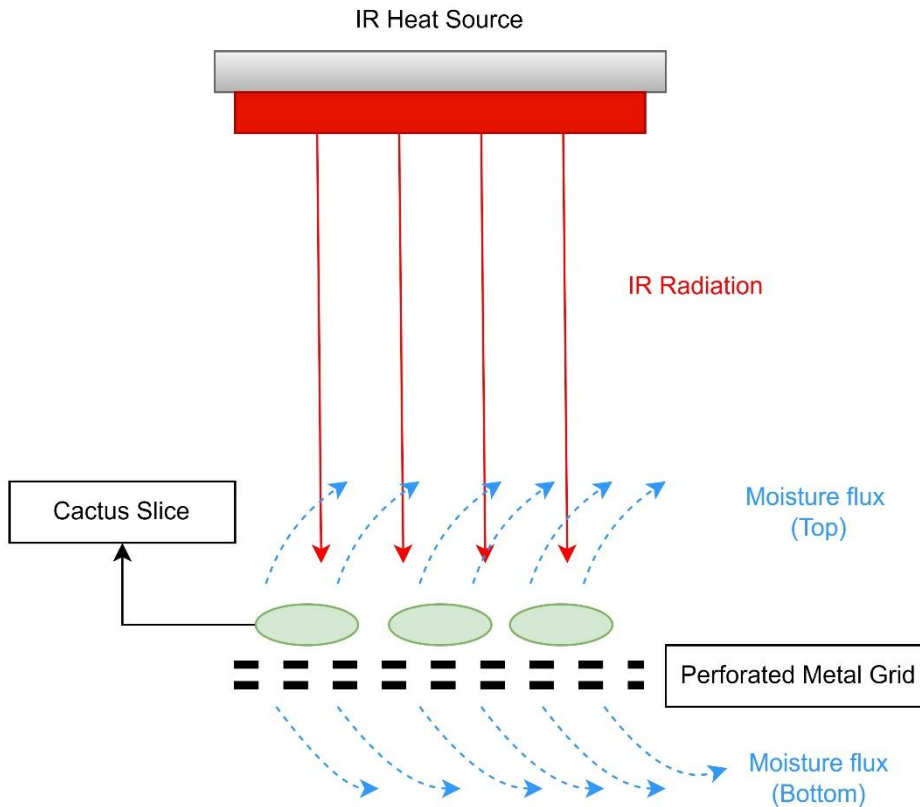 IR Heat Source
IR Radiation
Cactus Slice
Moisture flux
(Top)
Perforated Metal Grid
Moisture flux
(Bottom)